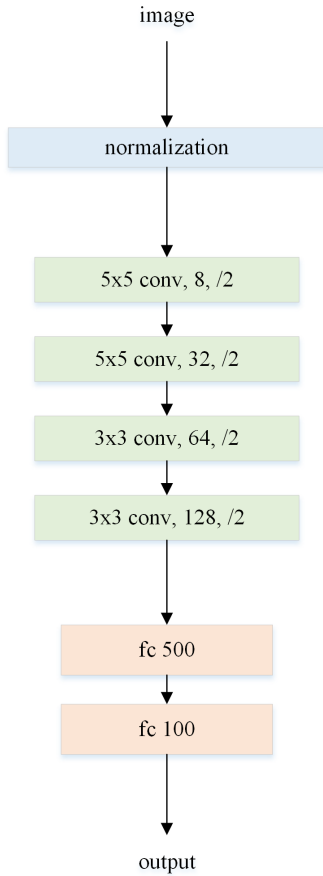 image
normalization
5x5 conv, 8, /2
5x5 conv, 32, /2
3x3 conv, 64, /2
3x3 conv, 128, /2
fc 500
fc 100
output